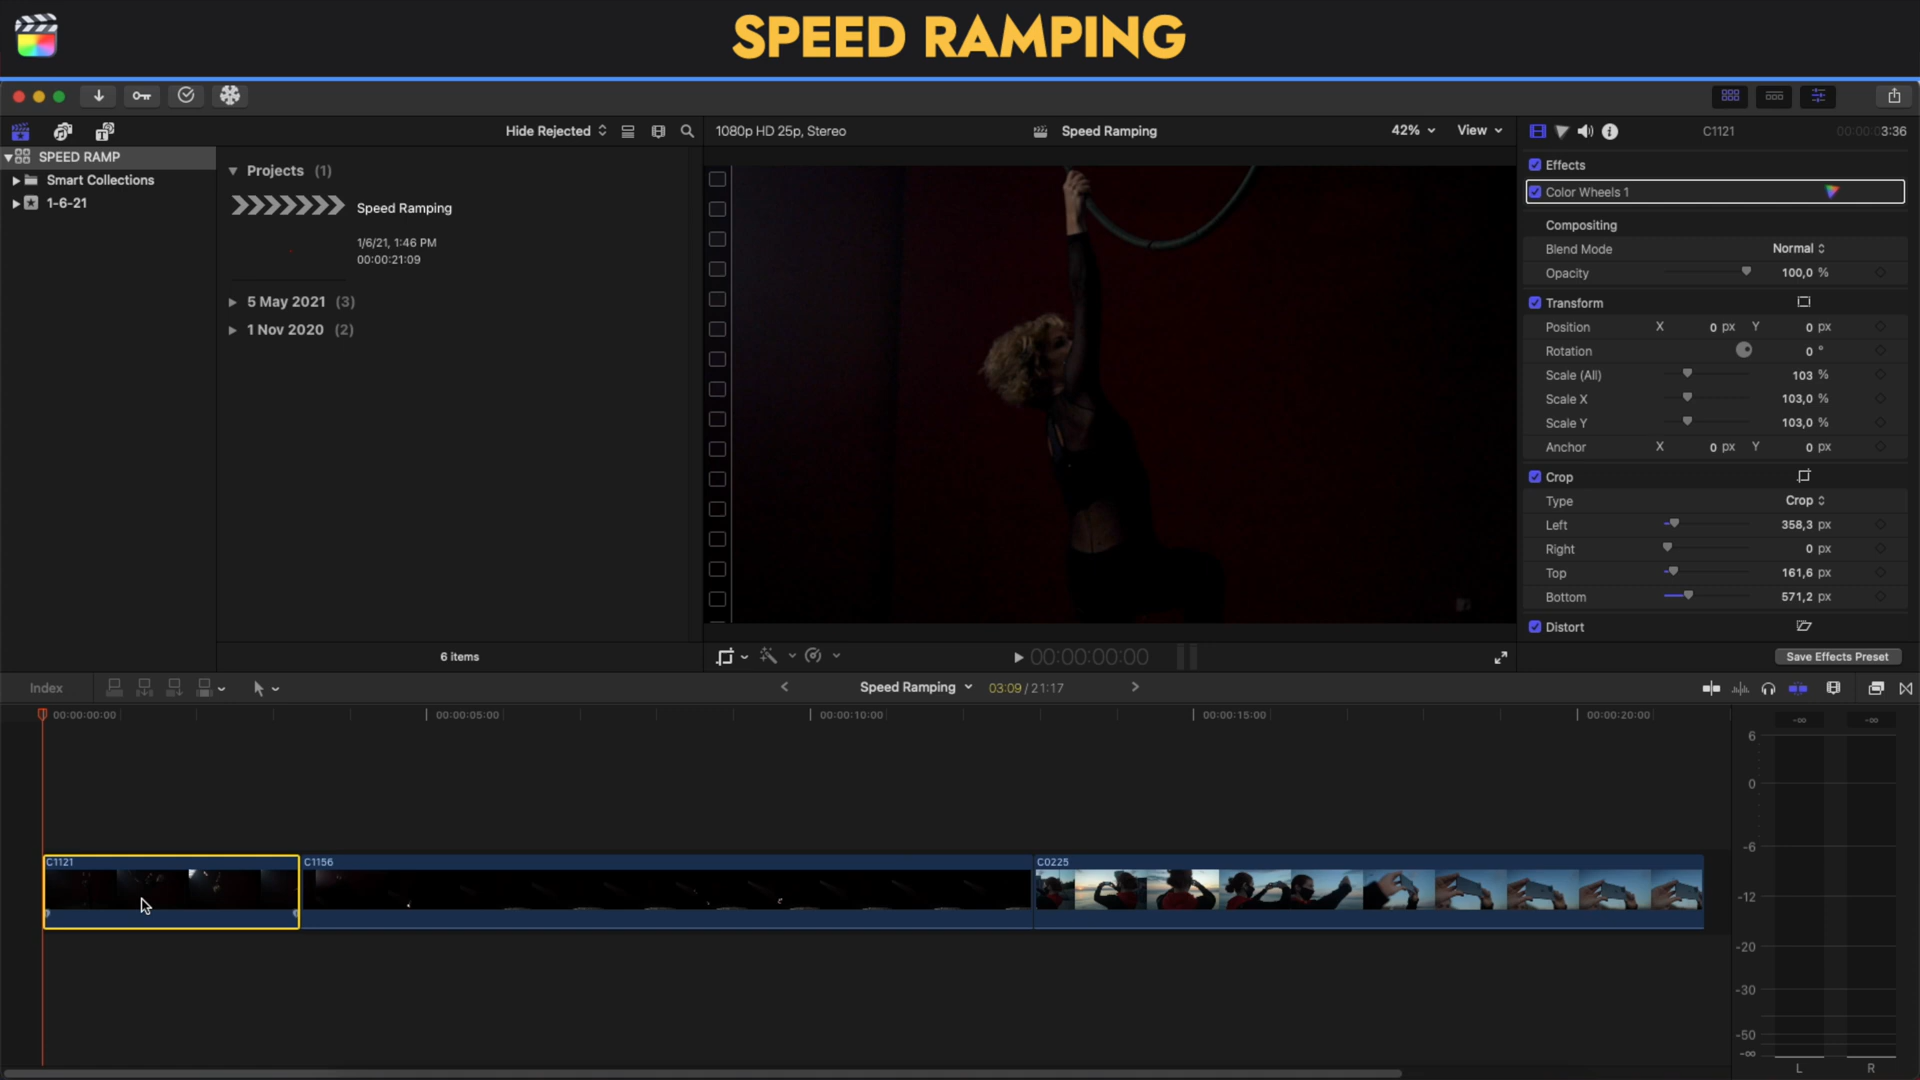 SPEED RAMPING
Hide Rejected
1080p HD 25p, Stereo
Speed Ramping
42%
View
C1121
00:00:03:36
SPEED RAMP
Smart Collections
1-6-21
Projects (1)
Speed Ramping
1/6/21, 1:46 PM
00:00:21:09
5 May 2021 (3)
1 Nov 2020 (2)
6 items
00:00:00:00
Effects
Color Wheels 1
Compositing
Blend Mode Normal
Opacity 100,0 %
Transform
Position X 0 px Y 0 px
Rotation 0 °
Scale (All) 103 %
Scale X 103,0 %
Scale Y 103,0 %
Anchor X 0 px Y 0 px
Crop
Type Crop
Left 358,3 px
Right 0 px
Top 161,6 px
Bottom 571,2 px
Distort
Save Effects Preset
Index
Speed Ramping
03:09 / 21:17
00:00:00:00
00:00:05:00
00:00:10:00
00:00:15:00
00:00:20:00
C1121
C1156
C0225
-∞ -∞
6
0
-6
-12
-20
-30
-50
-∞
L R